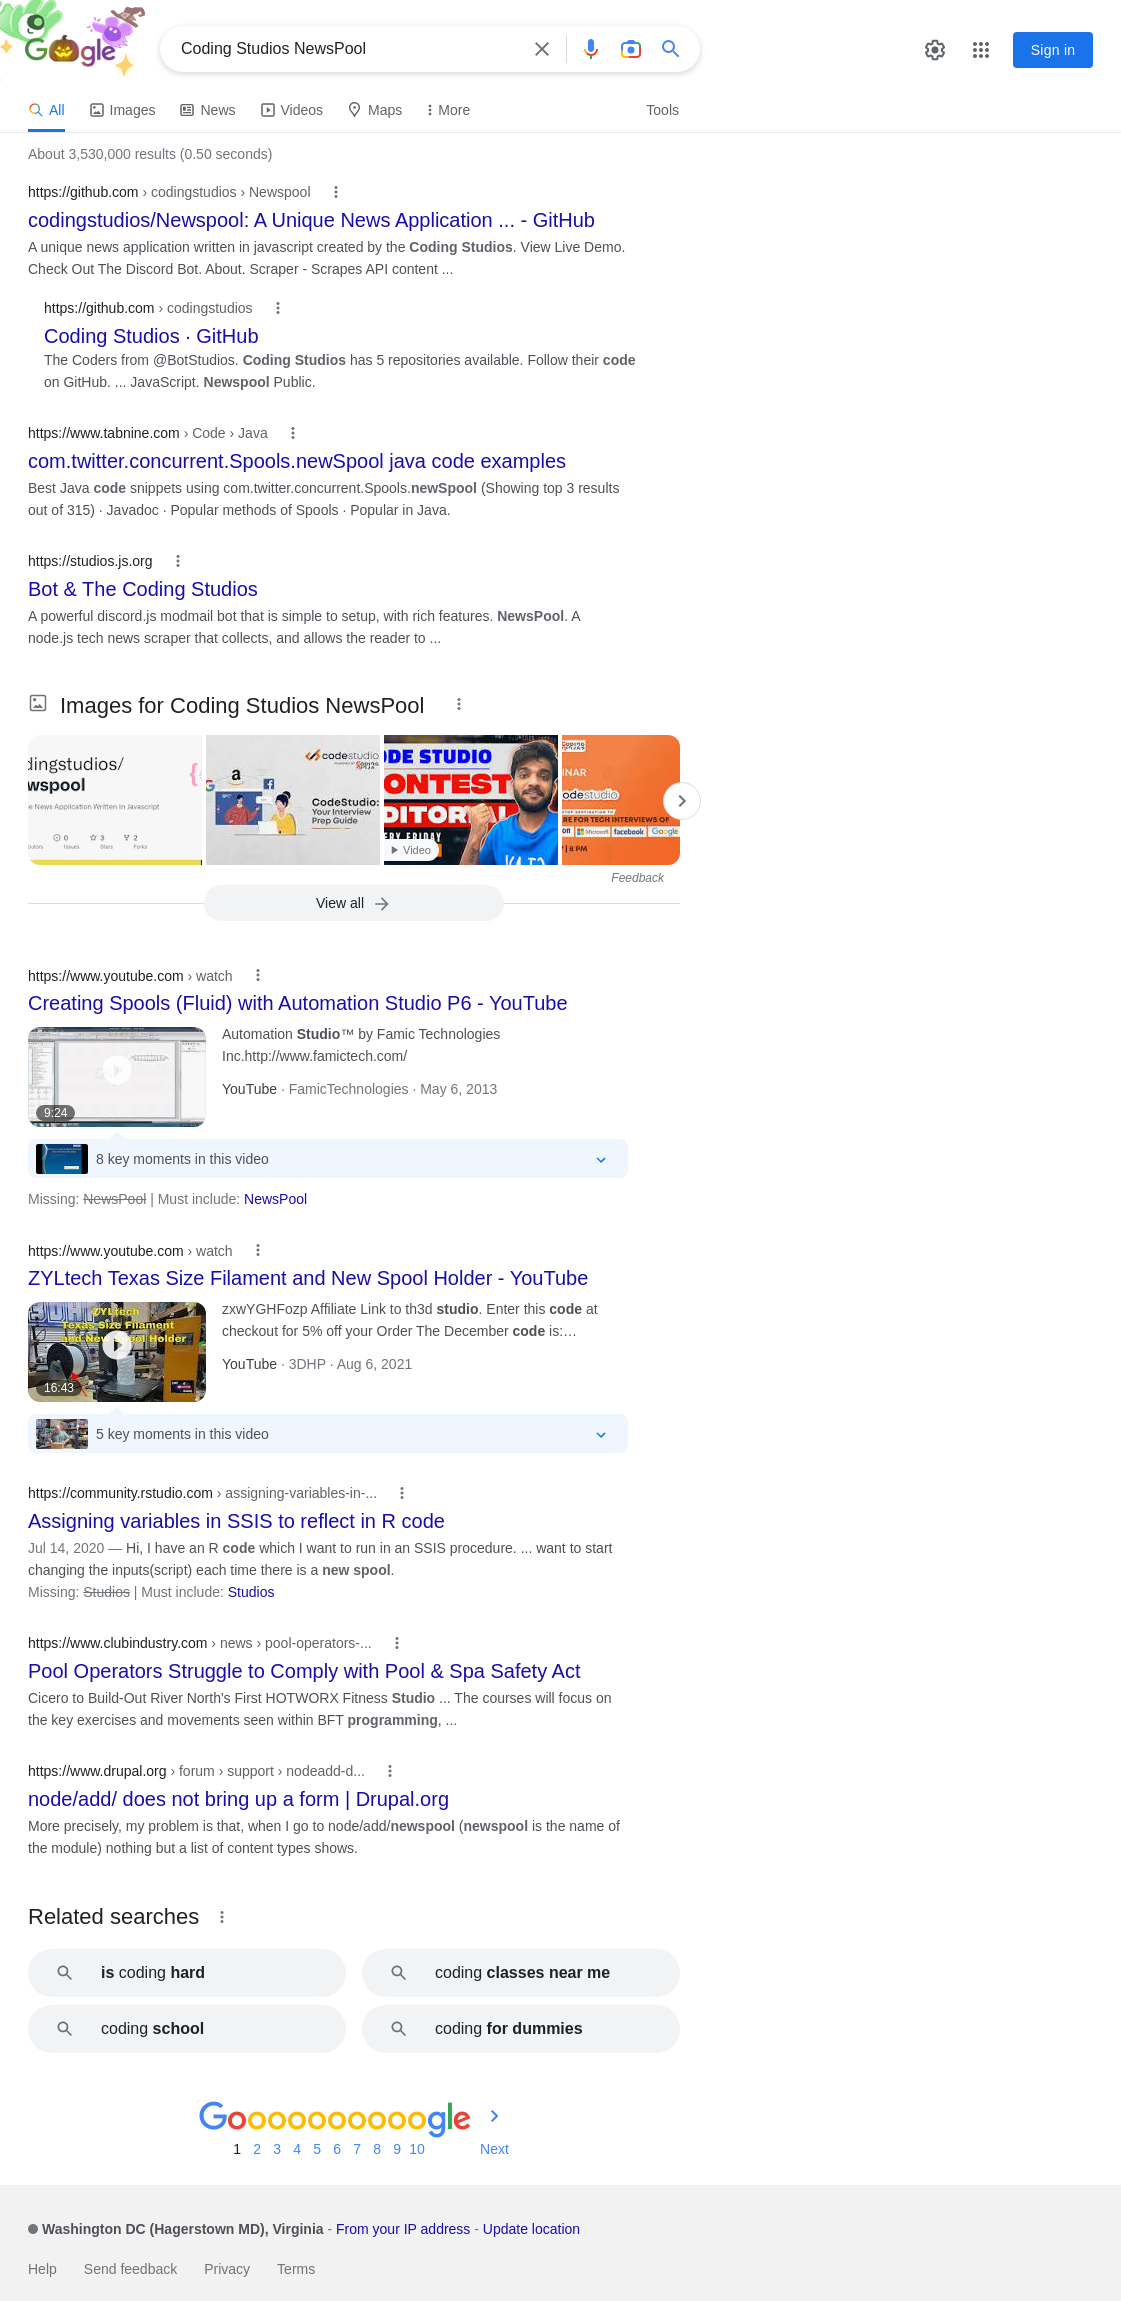 Google
Coding Studios NewsPool
Sign in
All
Images
News
Videos
Maps
More
Tools
About 3,530,000 results (0.50 seconds)
https://github.com › codingstudios › Newspool
codingstudios/Newspool: A Unique News Application ... - GitHub
A unique news application written in javascript created by the Coding Studios. View Live Demo.
Check Out The Discord Bot. About. Scraper - Scrapes API content ...
https://github.com › codingstudios
Coding Studios · GitHub
The Coders from @BotStudios. Coding Studios has 5 repositories available. Follow their code
on GitHub. ... JavaScript. Newspool Public.
https://www.tabnine.com › Code › Java
com.twitter.concurrent.Spools.newSpool java code examples
Best Java code snippets using com.twitter.concurrent.Spools.newSpool (Showing top 3 results
out of 315) · Javadoc · Popular methods of Spools · Popular in Java.
https://studios.js.org
Bot & The Coding Studios
A powerful discord.js modmail bot that is simple to setup, with rich features. NewsPool. A
node.js tech news scraper that collects, and allows the reader to ...
Images for Coding Studios NewsPool
dingstudios/
wspool
e News Application Written In Javascript
0
3
2
Issues
Stars
Forks
codestudio
CODING
NINJAS
a
G
CodeStudio:
Your Interview
Prep Guide
ODE STUDIO
ONTEST
DITORIAL
ERY FRIDAY
Video
CODING
NINJAS
INAR
odestudio
RE FOR TECH INTERVIEWS OF
on
Microsoft
facebook
Google
| 8 PM
Feedback
View all
https://www.youtube.com › watch
Creating Spools (Fluid) with Automation Studio P6 - YouTube
Automation Studio™ by Famic Technologies
Inc.http://www.famictech.com/
YouTube · FamicTechnologies · May 6, 2013
9:24
8 key moments in this video
Missing: NewsPool | Must include: NewsPool
https://www.youtube.com › watch
ZYLtech Texas Size Filament and New Spool Holder - YouTube
ZYLtech
Texas Size Filament
and New Spool Holder
16:43
zxwYGHFozp Affiliate Link to th3d studio. Enter this code at
checkout for 5% off your Order The December code is:…
YouTube · 3DHP · Aug 6, 2021
5 key moments in this video
https://community.rstudio.com › assigning-variables-in-...
Assigning variables in SSIS to reflect in R code
Jul 14, 2020 — Hi, I have an R code which I want to run in an SSIS procedure. ... want to start
changing the inputs(script) each time there is a new spool.
Missing: Studios | Must include: Studios
https://www.clubindustry.com › news › pool-operators-...
Pool Operators Struggle to Comply with Pool & Spa Safety Act
Cicero to Build-Out River North's First HOTWORX Fitness Studio ... The courses will focus on
the key exercises and movements seen within BFT programming, ...
https://www.drupal.org › forum › support › nodeadd-d...
node/add/ does not bring up a form | Drupal.org
More precisely, my problem is that, when I go to node/add/newspool (newspool is the name of
the module) nothing but a list of content types shows.
Related searches
is coding hard
coding classes near me
coding school
coding for dummies
Goooooooooogle
1 2 3 4 5 6 7 8 9 10 Next
Washington DC (Hagerstown MD), Virginia - From your IP address - Update location
Help Send feedback Privacy Terms